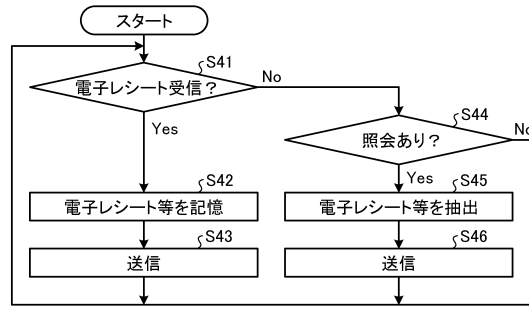 スタート
S41
電子レシート受信？
No
Yes
S44
照会あり？
No
Yes
S42
電子レシート等を記憶
S45
電子レシート等を抽出
S43
送信
S46
送信